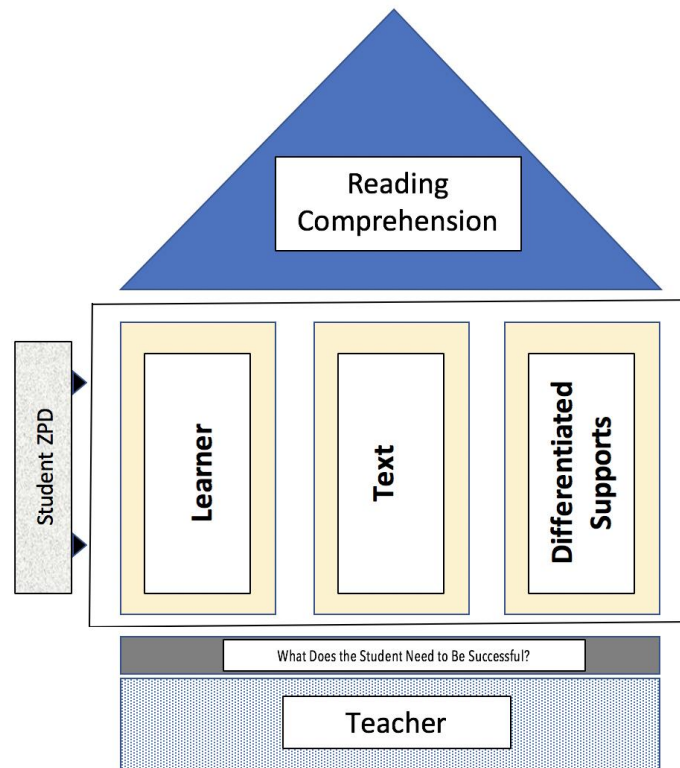 Reading
Comprehension
Student ZPD
Learner
Text
Differentiated
Supports
What Does the Student Need to Be Successful?
Teacher